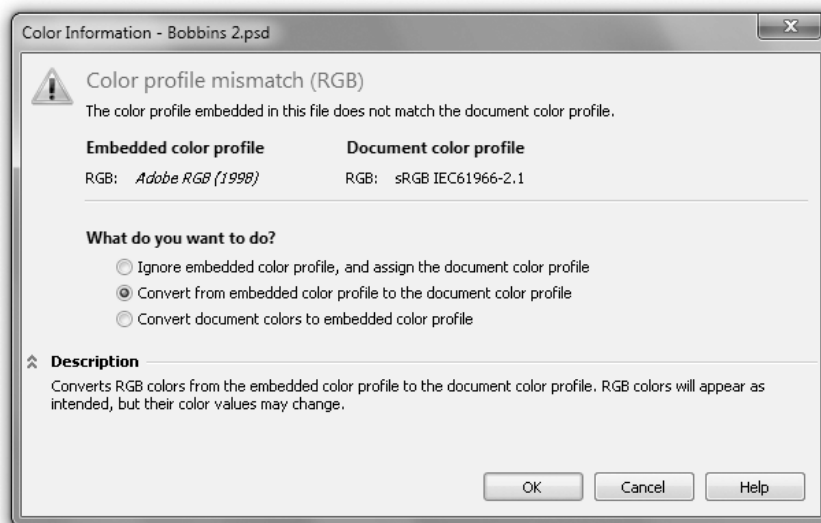 Color Information - Bobbins 2.psd
Color profile mismatch (RGB)
The color profile embedded in this file does not match the document color profile.
Embedded color profile Document color profile
RGB: Adobe RGB (1998) RGB: sRGB IEC61966-2.1
What do you want to do?
Ignore embedded color profile, and assign the document color profile
Convert from embedded color profile to the document color profile
Convert document colors to embedded color profile
Description
Converts RGB colors from the embedded color profile to the document color profile. RGB colors will appear as
intended, but their color values may change.
OK Cancel Help